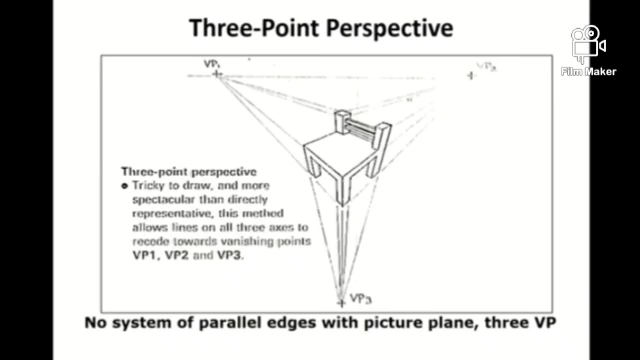 Three-Point Perspective
Film Maker
VP1
VP2
Three-point perspective
• Tricky to draw, and more
spectacular than directly
representative, this method
allows lines on all three axes to
recede towards vanishing points
VP1, VP2 and VP3.
VP3
No system of parallel edges with picture plane, three VP